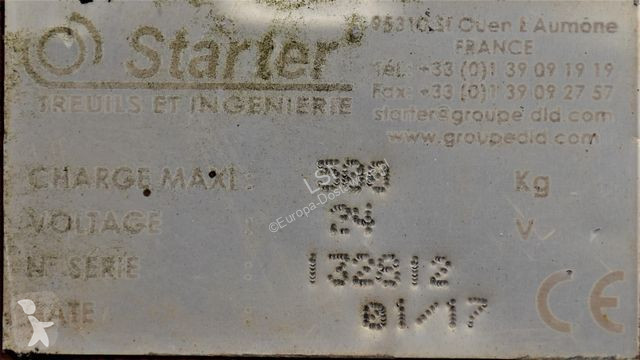 Starter
TREUILS ET INGENIERIE
95310 St Ouen L'Aumône
FRANCE
Tél. +33 (0)1 39 09 19 19
Fax: +33 (0)1 39 09 27 57
starter@groupe-dld.com
www.groupedld.com
CHARGE MAXI : 500 Kg
VOLTAGE : 24 V
N° SERIE : 132812
DATE : 01/17
CE